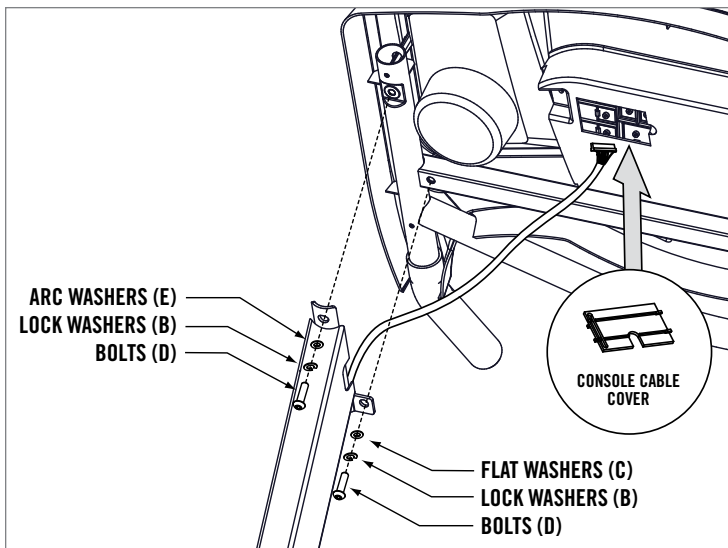 ARC WASHERS (E)
LOCK WASHERS (B)
BOLTS (D)
CONSOLE CABLE
COVER
FLAT WASHERS (C)
LOCK WASHERS (B)
BOLTS (D)